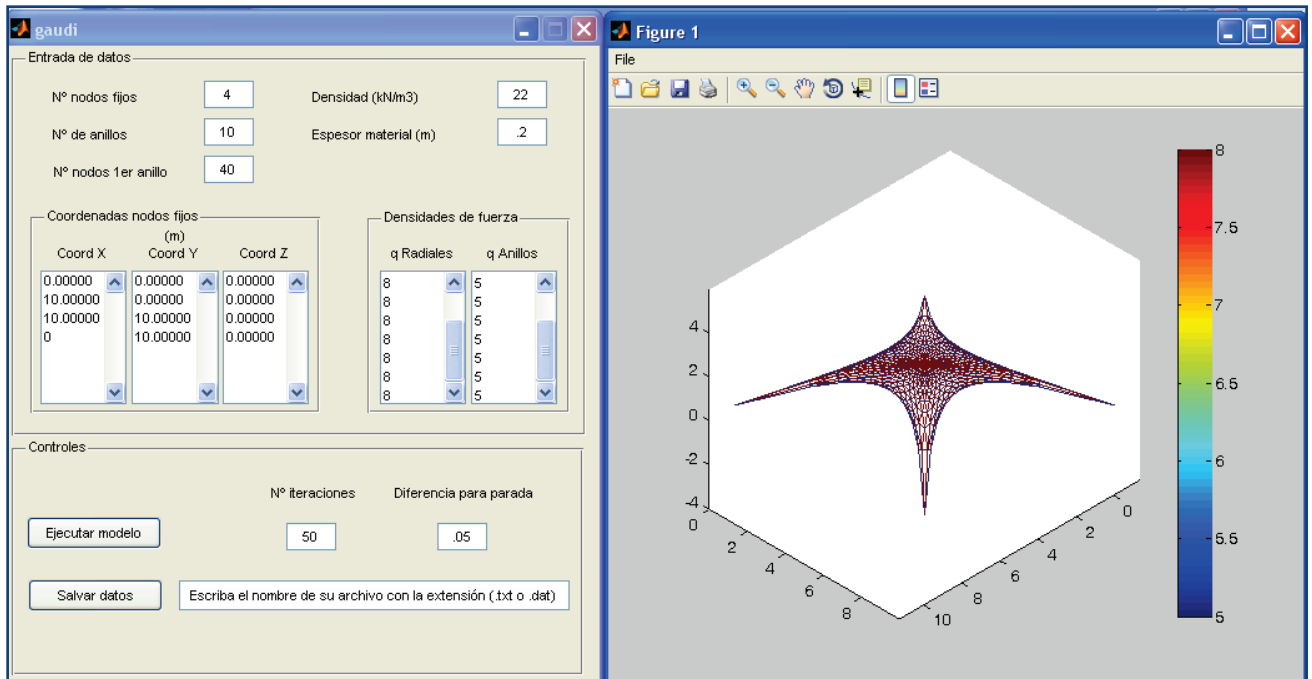 gaudi
Entrada de datos
Nº nodos fijos 4 Densidad (kN/m3) 22
Nº de anillos 10 Espesor material (m) .2
Nº nodos 1er anillo 40
Coordenadas nodos fijos
(m)
Coord X Coord Y Coord Z
0.00000 0.00000 0.00000
10.00000 0.00000 0.00000
10.00000 10.00000 0.00000
0 10.00000 0.00000
Densidades de fuerza
q Radiales q Anillos
8 5
8 5
8 5
8 5
8 5
8 5
8 5
Controles
Nº iteraciones Diferencia para parada
Ejecutar modelo 50 .05
Salvar datos Escriba el nombre de su archivo con la extensión (.txt o .dat)
Figure 1
File
4
2
0
-2
-4
0
2
4
6
8
10
8
6
4
2
0
8
7.5
7
6.5
6
5.5
5